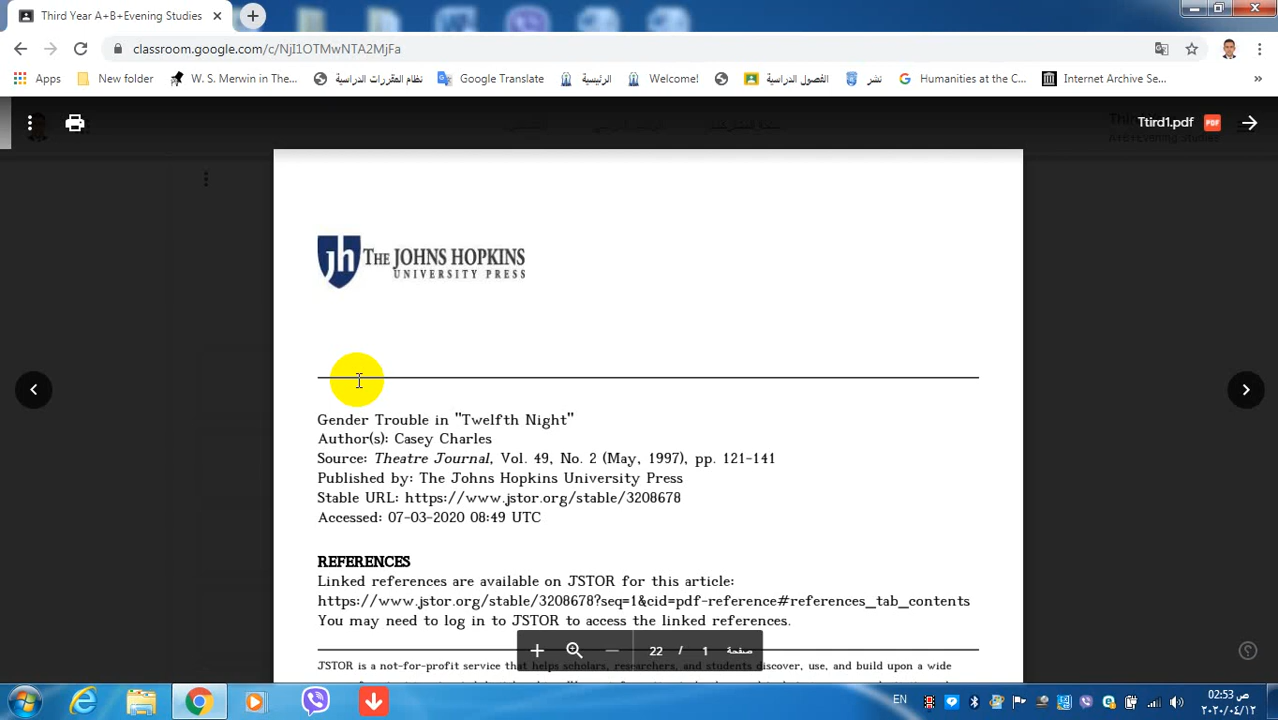 Third Year A+B+Evening Studies
classroom.google.com/c/NjI1OTMwNTA2MjFa
Apps
New folder
W. S. Merwin in The...
نظام المقررات الدراسية
Google Translate
الرئيسية
Welcome!
الفصول الدراسية
نشر
Humanities at the C...
Internet Archive Se...
»
Ttird1.pdf
PDF
A+B+Evening Studies
jh THE JOHNS HOPKINS
UNIVERSITY PRESS
Gender Trouble in "Twelfth Night"
Author(s): Casey Charles
Source: Theatre Journal, Vol. 49, No. 2 (May, 1997), pp. 121-141
Published by: The Johns Hopkins University Press
Stable URL: https://www.jstor.org/stable/3208678
Accessed: 07-03-2020 08:49 UTC
REFERENCES
Linked references are available on JSTOR for this article:
https://www.jstor.org/stable/3208678?seq=1&cid=pdf-reference#references_tab_contents
You may need to log in to JSTOR to access the linked references.
صفحة 1 / 22
JSTOR is a not-for-profit service that helps scholars, researchers, and students discover, use, and build upon a wide
EN
02:53 ص
٢٠٢٠/٠٤/١٢